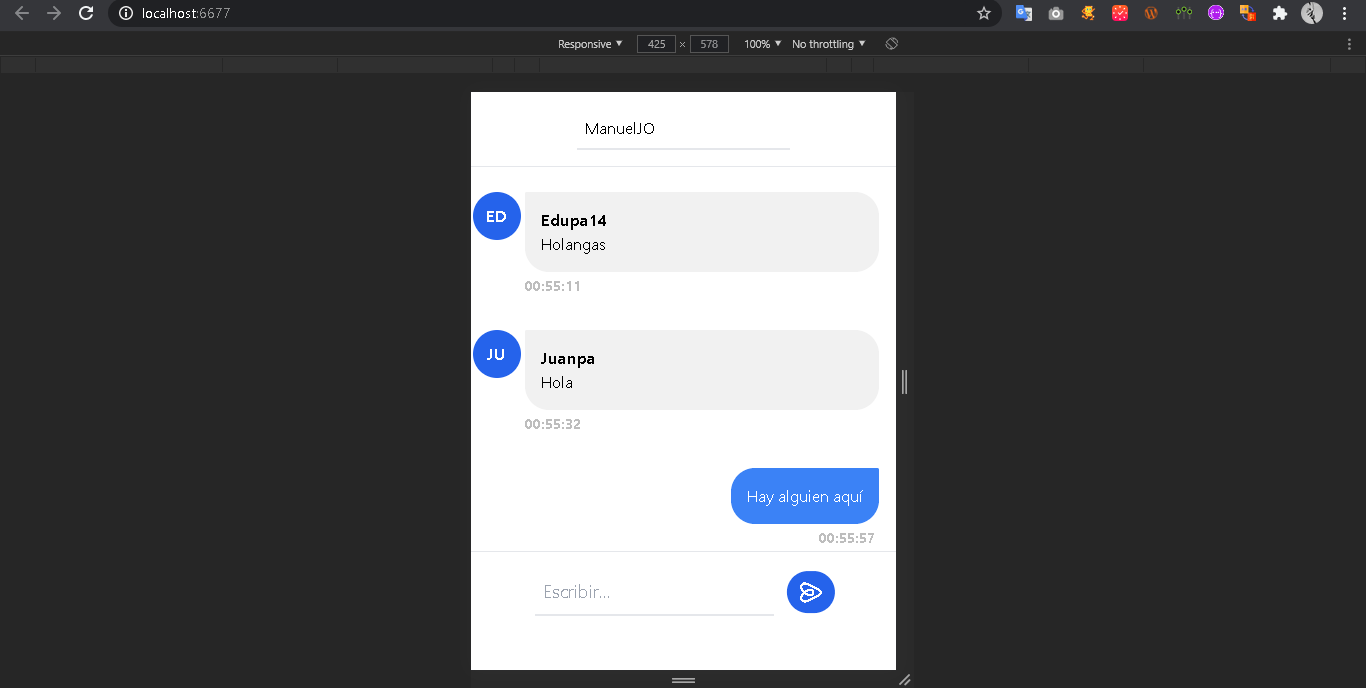 localhost:6677
Responsive ▼ 425 × 578 100% ▼ No throttling ▼
ManuelJO
ED
Edupa14
Holangas
00:55:11
JU
Juanpa
Hola
00:55:32
Hay alguien aquí
00:55:57
Escribir...